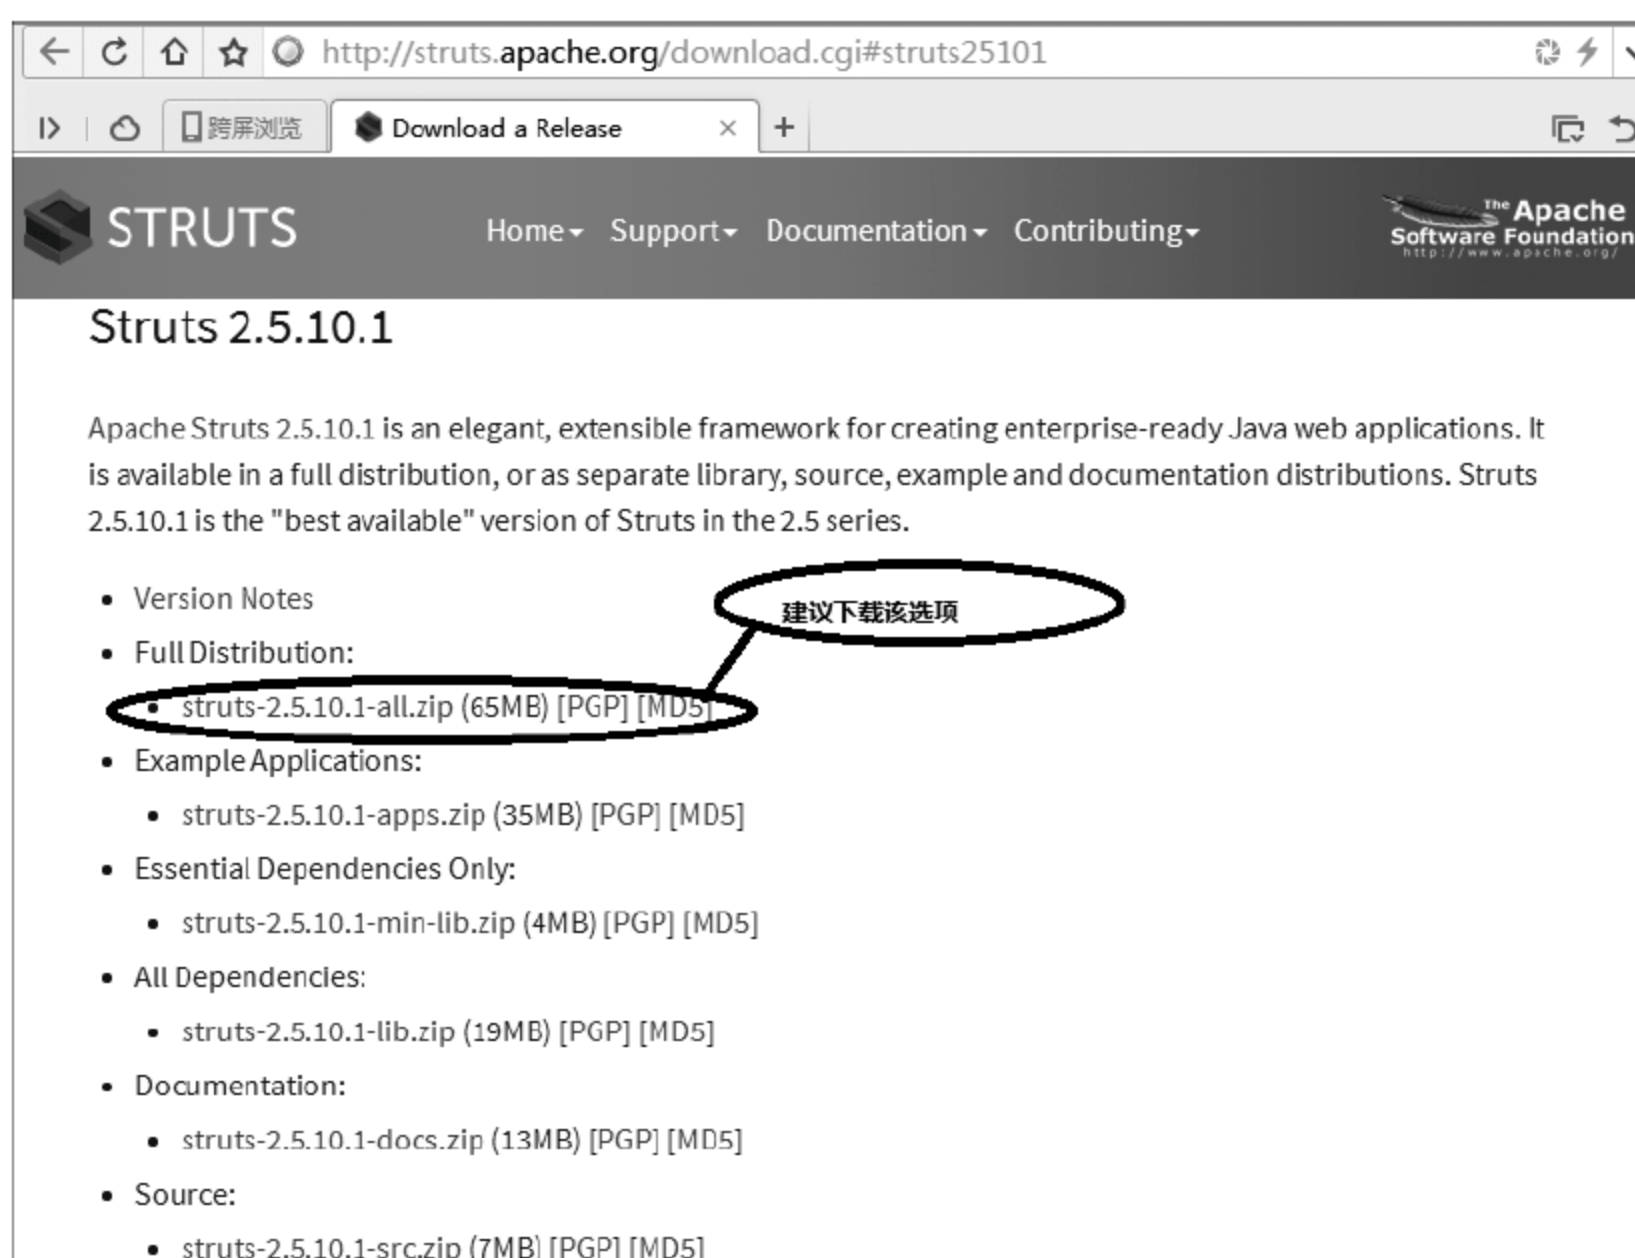 http://struts.apache.org/download.cgi#struts25101
跨屏浏览
Download a Release
STRUTS
Home
Support
Documentation
Contributing
The Apache
Software Foundation
http://www.apache.org/
Struts 2.5.10.1
Apache Struts 2.5.10.1 is an elegant, extensible framework for creating enterprise-ready Java web applications. It
is available in a full distribution, or as separate library, source, example and documentation distributions. Struts
2.5.10.1 is the "best available" version of Struts in the 2.5 series.
Version Notes
建议下载该选项
Full Distribution:
struts-2.5.10.1-all.zip (65MB) [PGP] [MD5]
Example Applications:
struts-2.5.10.1-apps.zip (35MB) [PGP] [MD5]
Essential Dependencies Only:
struts-2.5.10.1-min-lib.zip (4MB) [PGP] [MD5]
All Dependencies:
struts-2.5.10.1-lib.zip (19MB) [PGP] [MD5]
Documentation:
struts-2.5.10.1-docs.zip (13MB) [PGP] [MD5]
Source:
struts-2.5.10.1-src.zip (7MB) [PGP] [MD5]